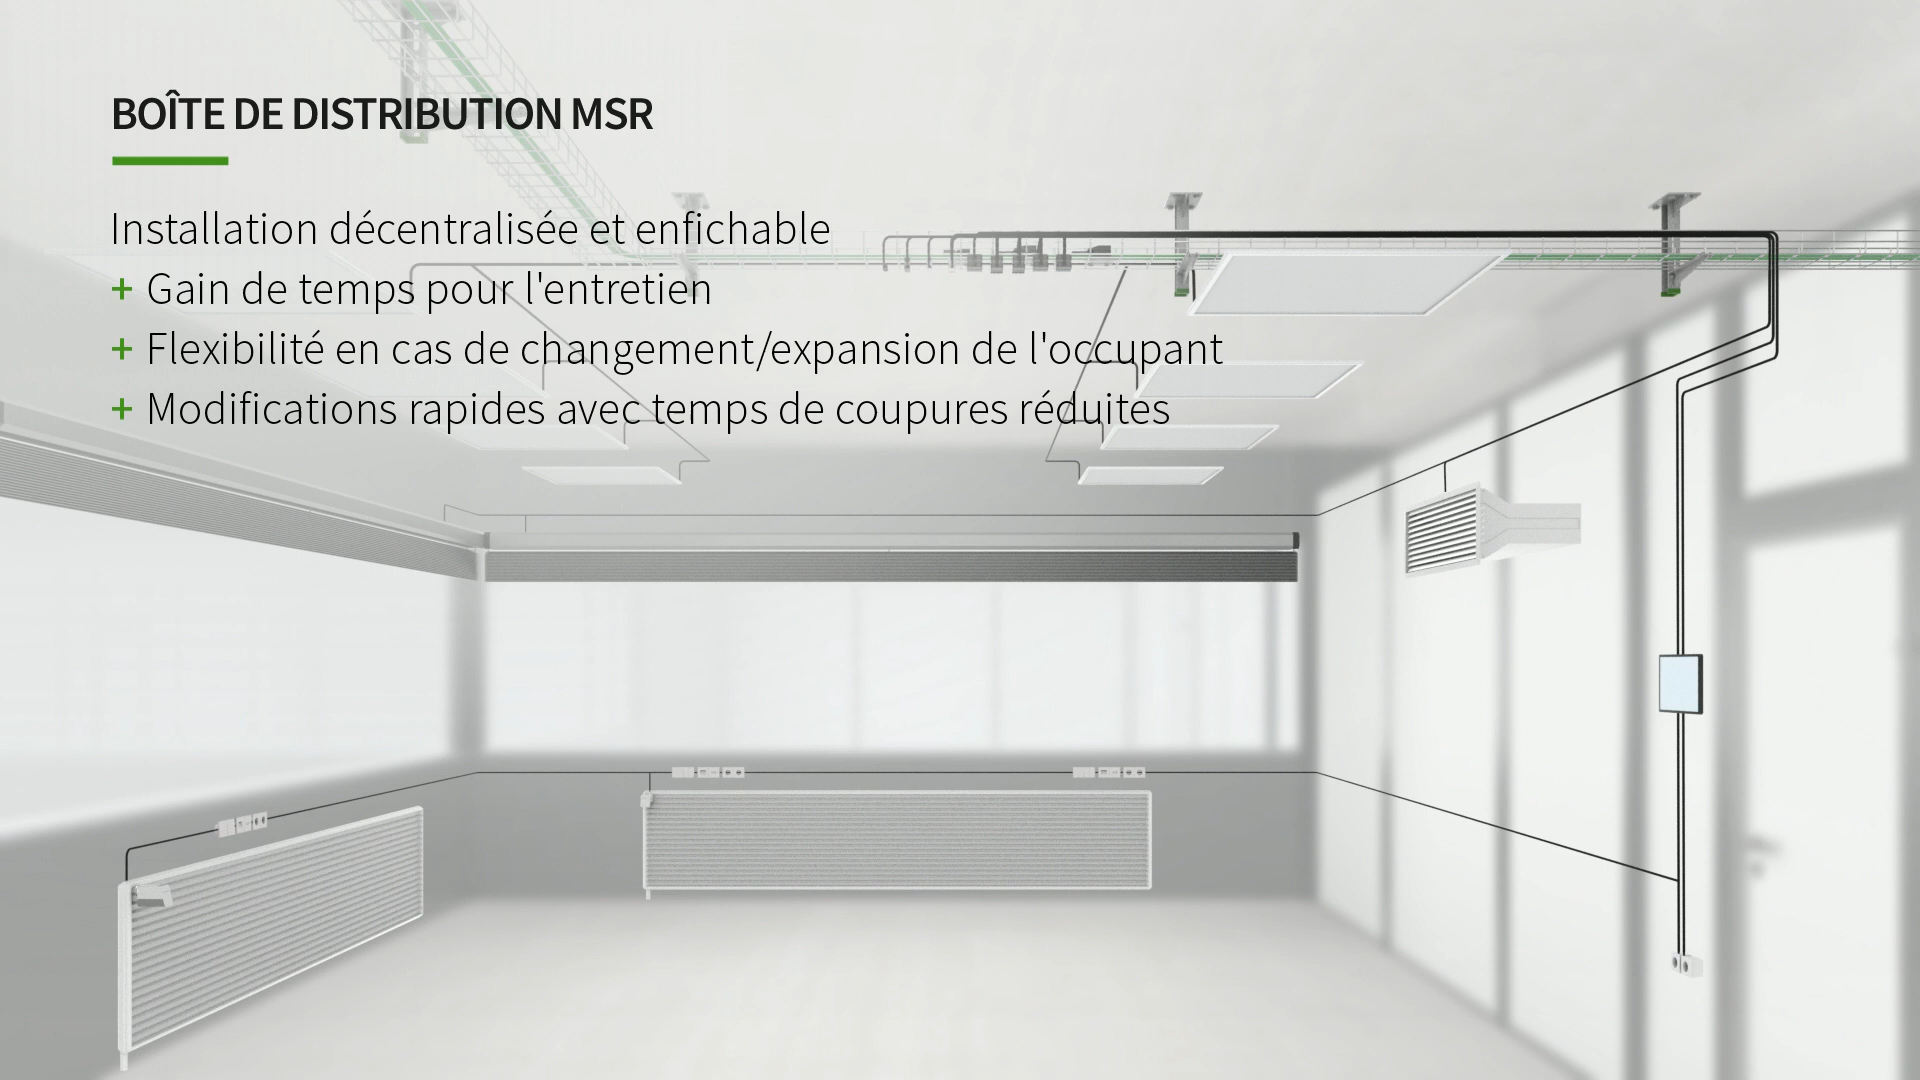 BOÎTE DE DISTRIBUTION MSR
Installation décentralisée et enfichable
+ Gain de temps pour l'entretien
+ Flexibilité en cas de changement/expansion de l'occupant
+ Modifications rapides avec temps de coupures réduites